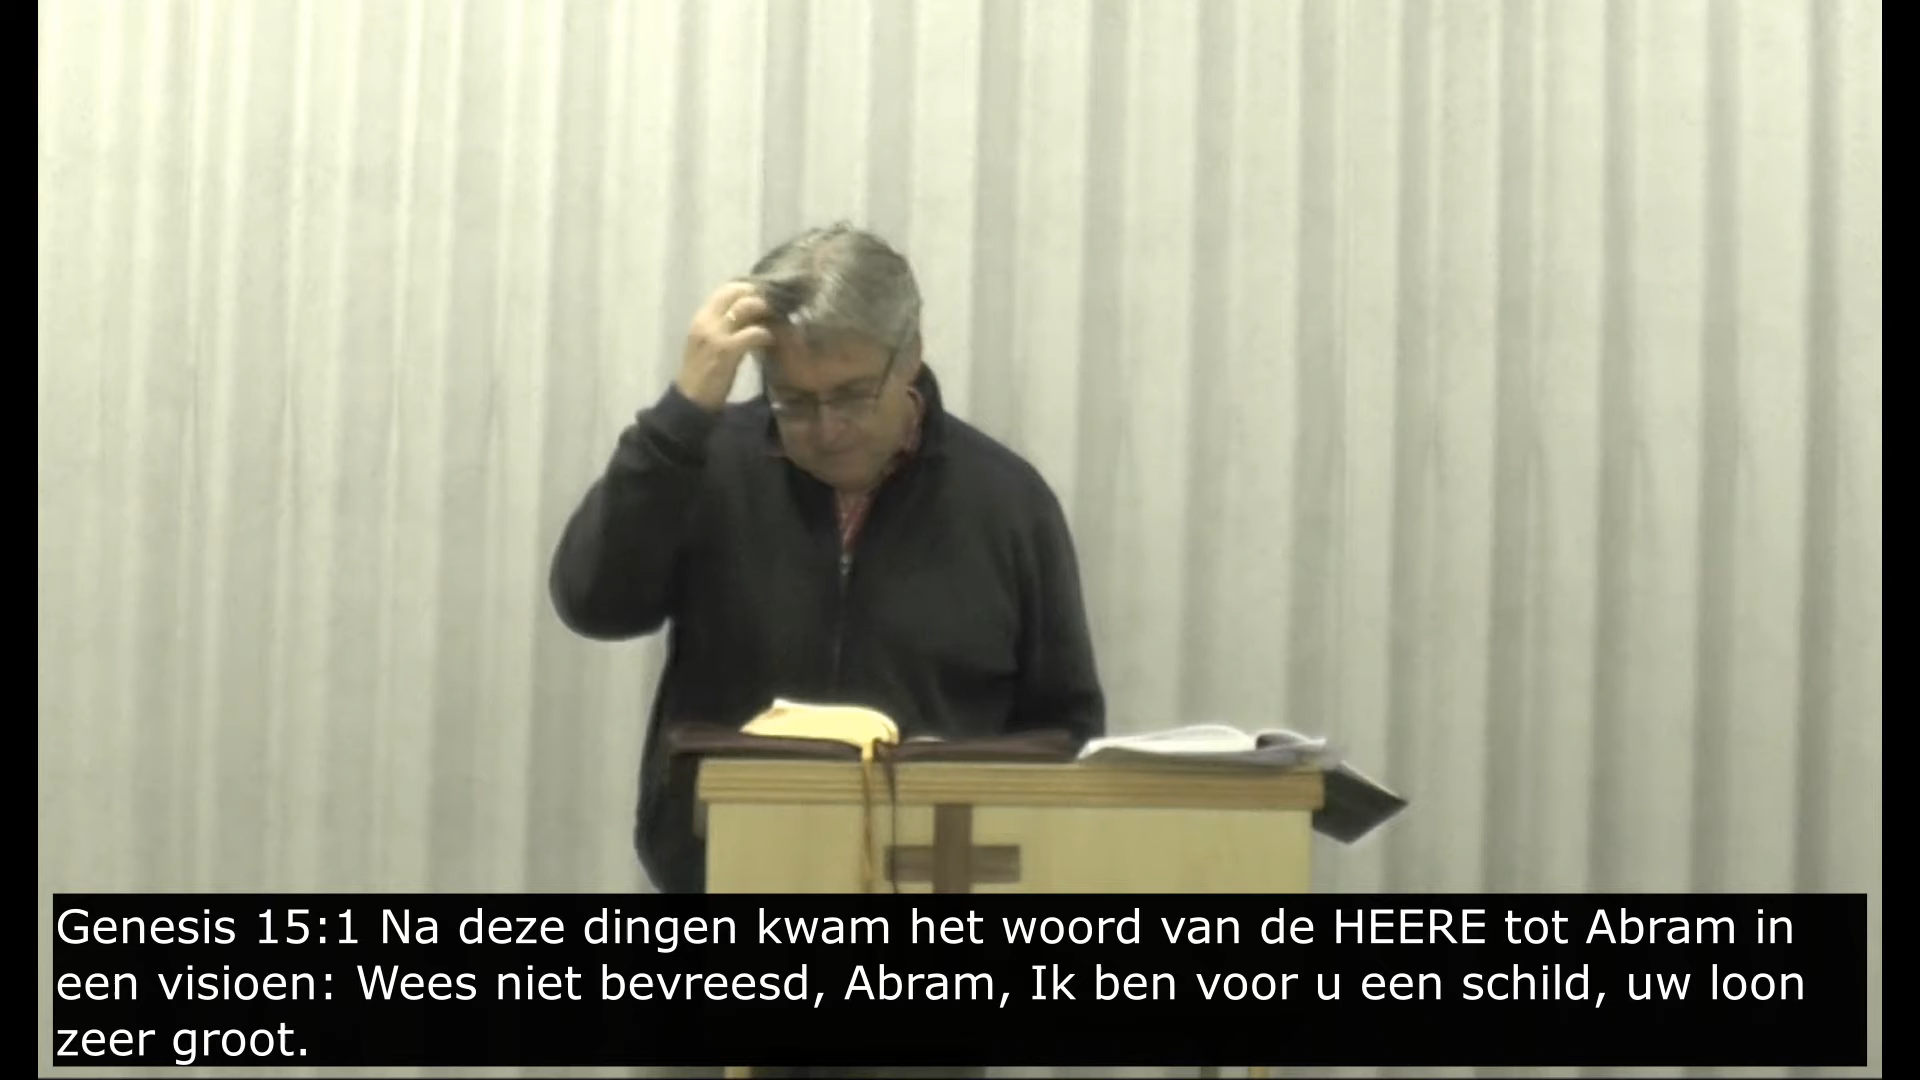 Genesis 15:1 Na deze dingen kwam het woord van de HEERE tot Abram in
een visioen: Wees niet bevreesd, Abram, Ik ben voor u een schild, uw loon
zeer groot.